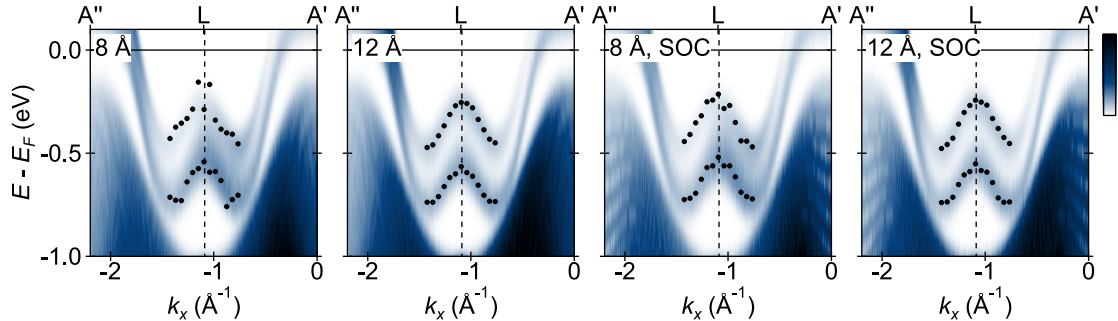 A" L A' A" L A' A" L A' A" L A'
8 Å 12 Å 8 Å, SOC 12 Å, SOC
0.0
-0.5
-1.0
E - E_F (eV)
-2 -1 0 -2 -1 0 -2 -1 0 -2 -1 0
k_x (Å⁻¹) k_x (Å⁻¹) k_x (Å⁻¹) k_x (Å⁻¹)